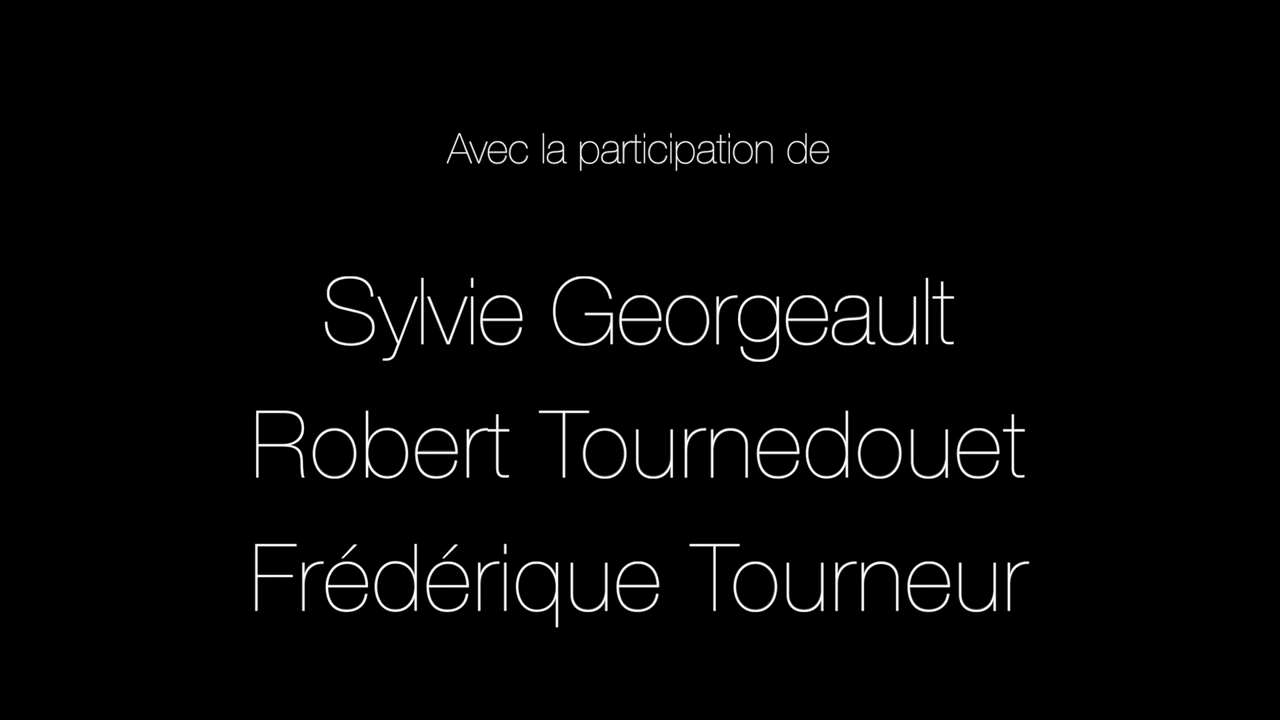 Avec la participation de
Sylvie Georgeault
Robert Tournedouet
Frédérique Tourneur